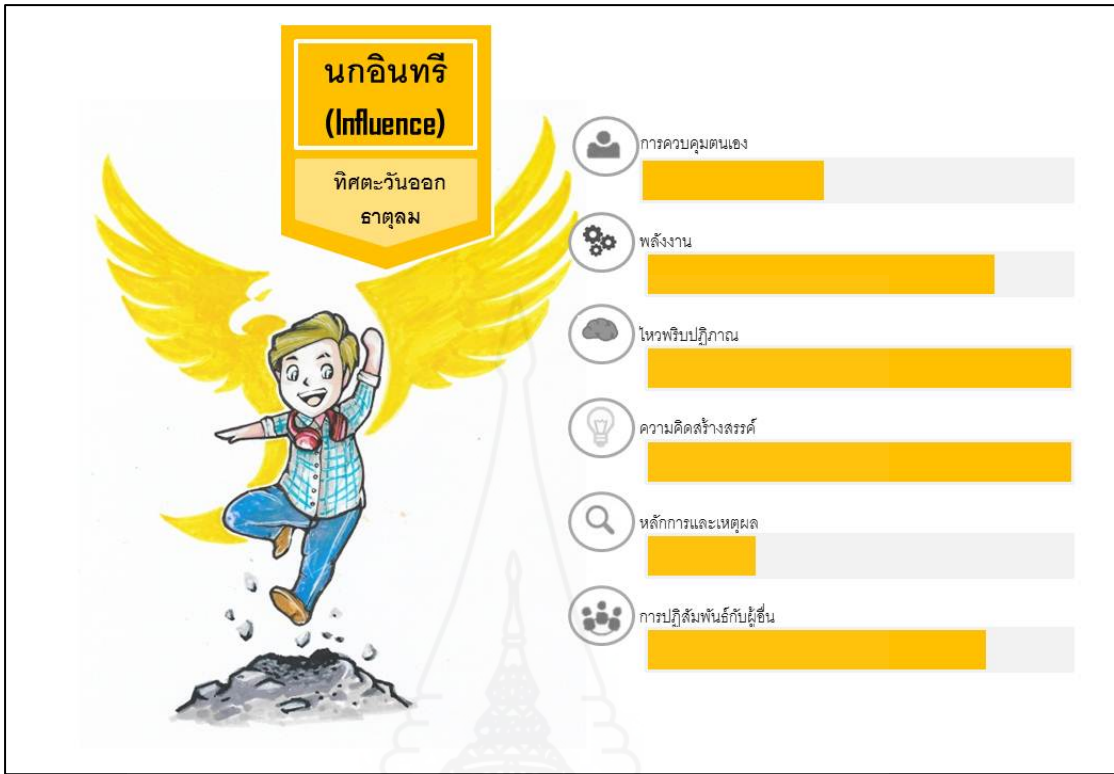 นกอินทรี
(Influence)
ทิศตะวันออก
ธาตุลม
การควบคุมตนเอง
พลังงาน
ไหวพริบปฏิภาณ
ความคิดสร้างสรรค์
หลักการและเหตุผล
การปฏิสัมพันธ์กับผู้อื่น